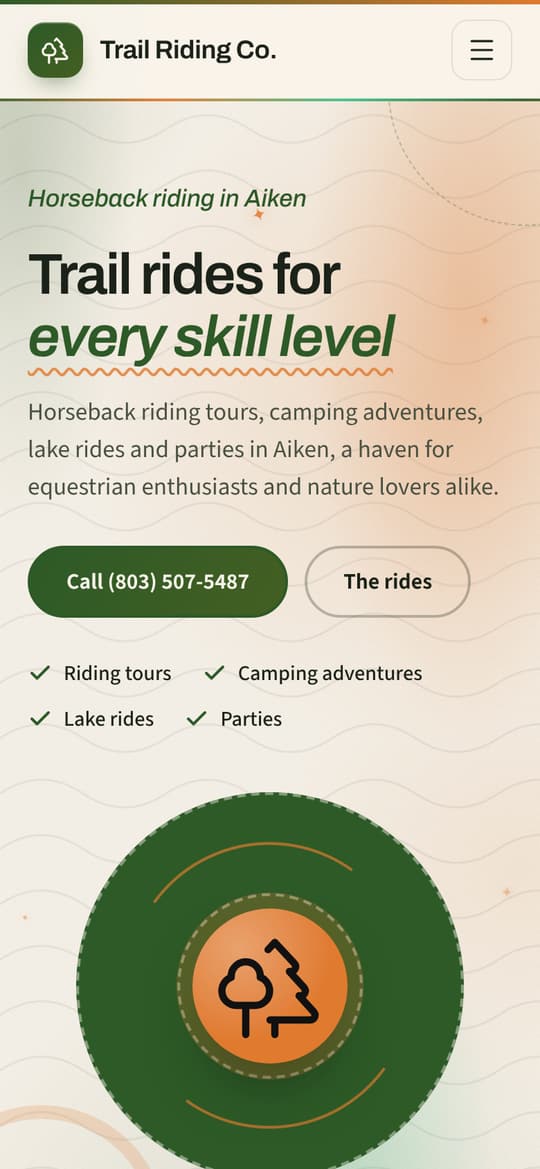 Trail Riding Co.
Horseback riding in Aiken
Trail rides for
every skill level
Horseback riding tours, camping adventures,
lake rides and parties in Aiken, a haven for
equestrian enthusiasts and nature lovers alike.
Call (803) 507-5487
The rides
Riding tours
Camping adventures
Lake rides
Parties